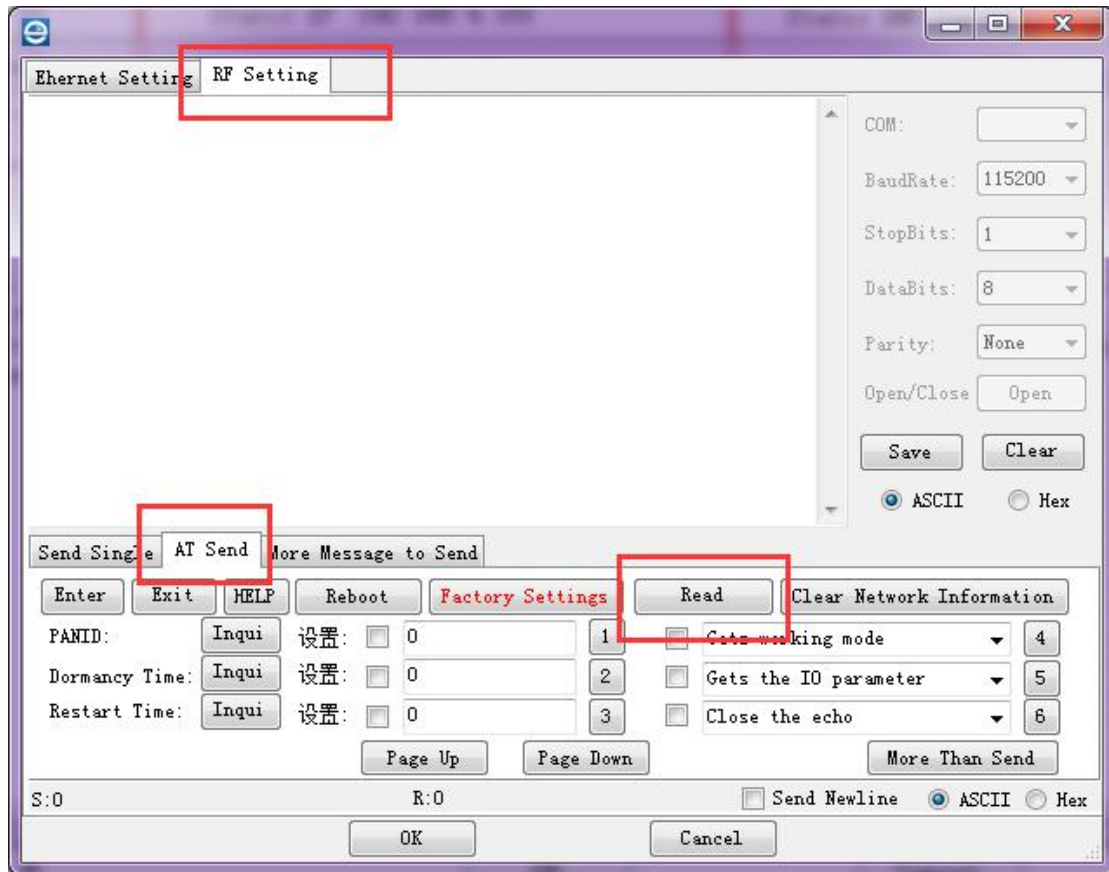 Ehernet Setting RF Setting
COM:
BaudRate: 115200
StopBits: 1
DataBits: 8
Parity: None
Open/Close Open
Save Clear
ASCII Hex
Send Single AT Send More Message to Send
Enter Exit HELP Reboot Factory Settings Read Clear Network Information
PANID: Inqui 设置: 0 1 Gets working mode 4
Dormancy Time: Inqui 设置: 0 2 Gets the IO parameter 5
Restart Time: Inqui 设置: 0 3 Close the echo 6
Page Up Page Down More Than Send
S:0 R:0 Send Newline ASCII Hex
OK Cancel